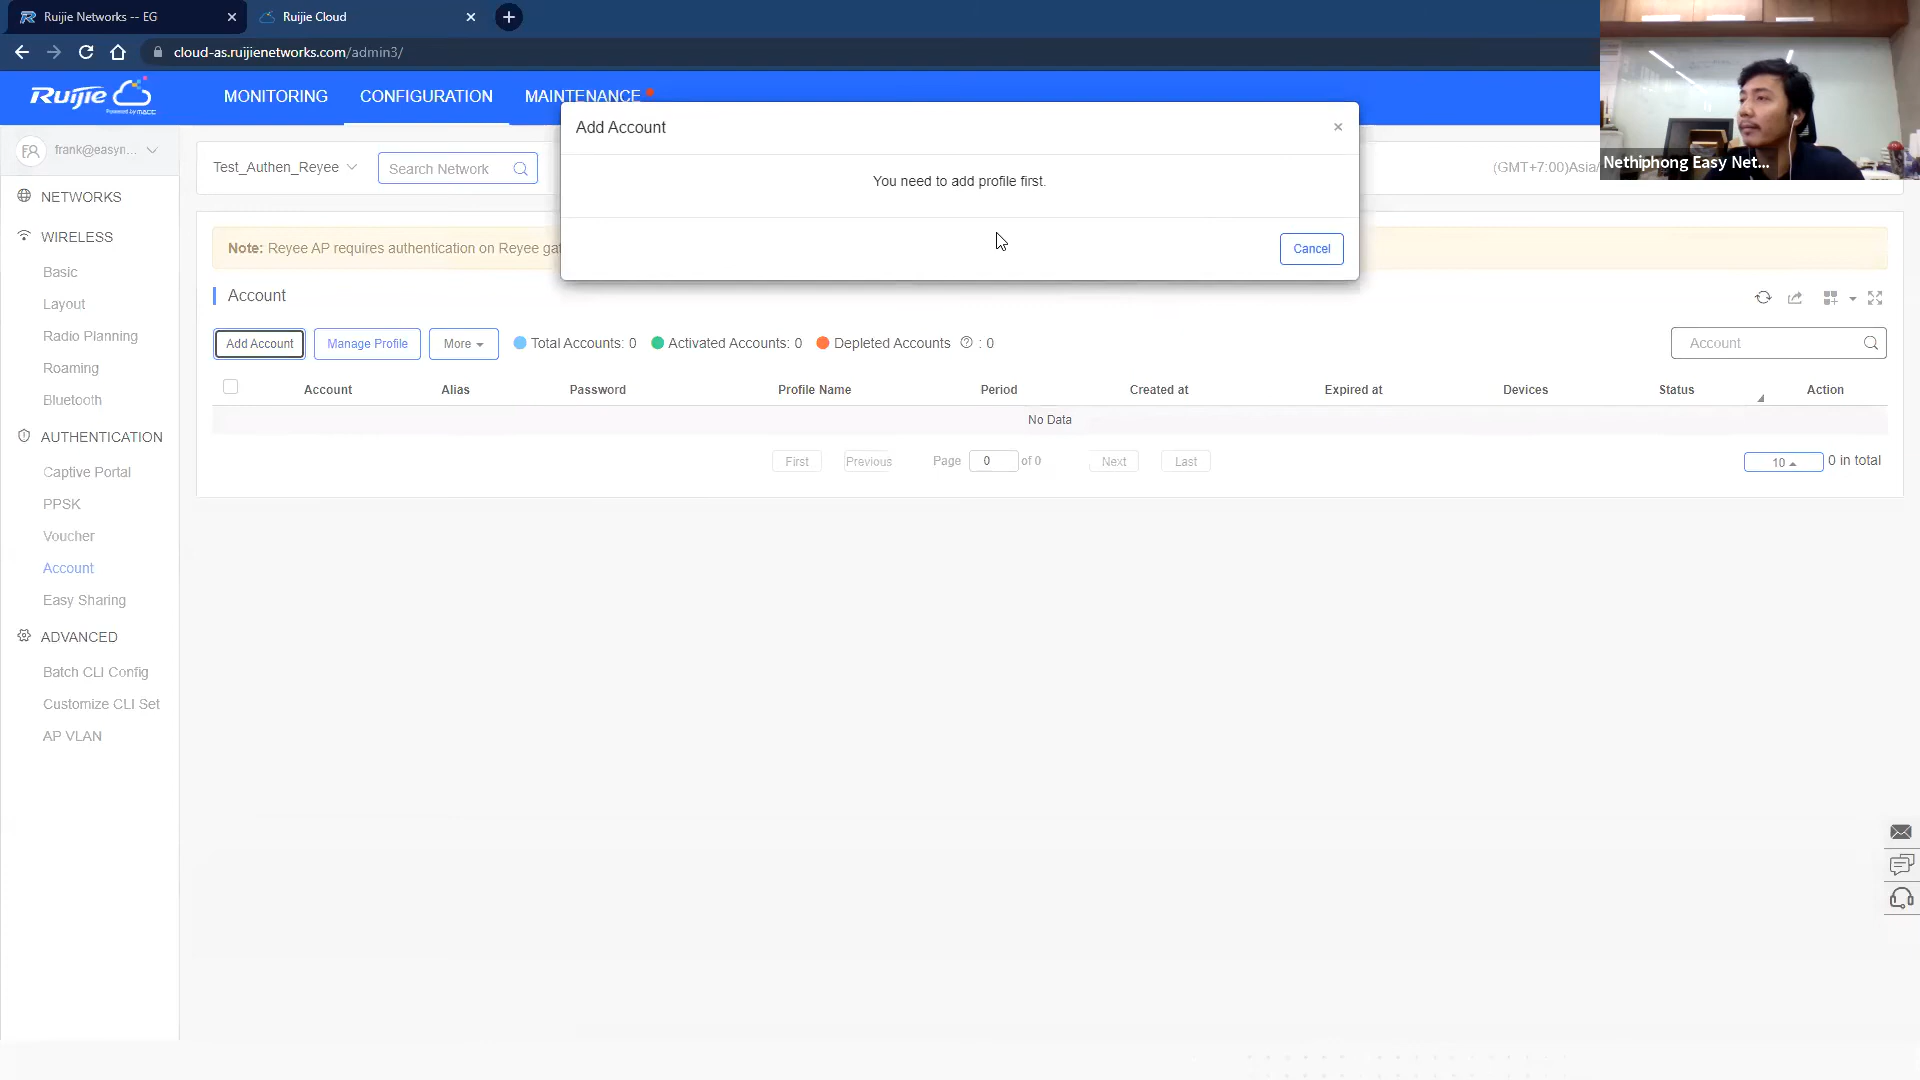 Ruijie Networks -- EG
Ruijie Cloud
cloud-as.ruijienetworks.com/admin3/
Ruijie
Powered by MACC
MONITORING
CONFIGURATION
MAINTENANCE
Nethiphong Easy Net...
FR
frank@easyn...
Test_Authen_Reyee
Search Network
(GMT+7:00)Asia/
Add Account
×
You need to add profile first.
Cancel
NETWORKS
WIRELESS
Basic
Layout
Radio Planning
Roaming
Bluetooth
AUTHENTICATION
Captive Portal
PPSK
Voucher
Account
Easy Sharing
ADVANCED
Batch CLI Config
Customize CLI Set
AP VLAN
Note: Reyee AP requires authentication on Reyee gat
Account
Add Account
Manage Profile
More
Total Accounts: 0
Activated Accounts: 0
Depleted Accounts ? : 0
Account
Account Alias Password Profile Name Period Created at Expired at Devices Status Action
No Data
First Previous Page 0 of 0 Next Last
10 0 in total